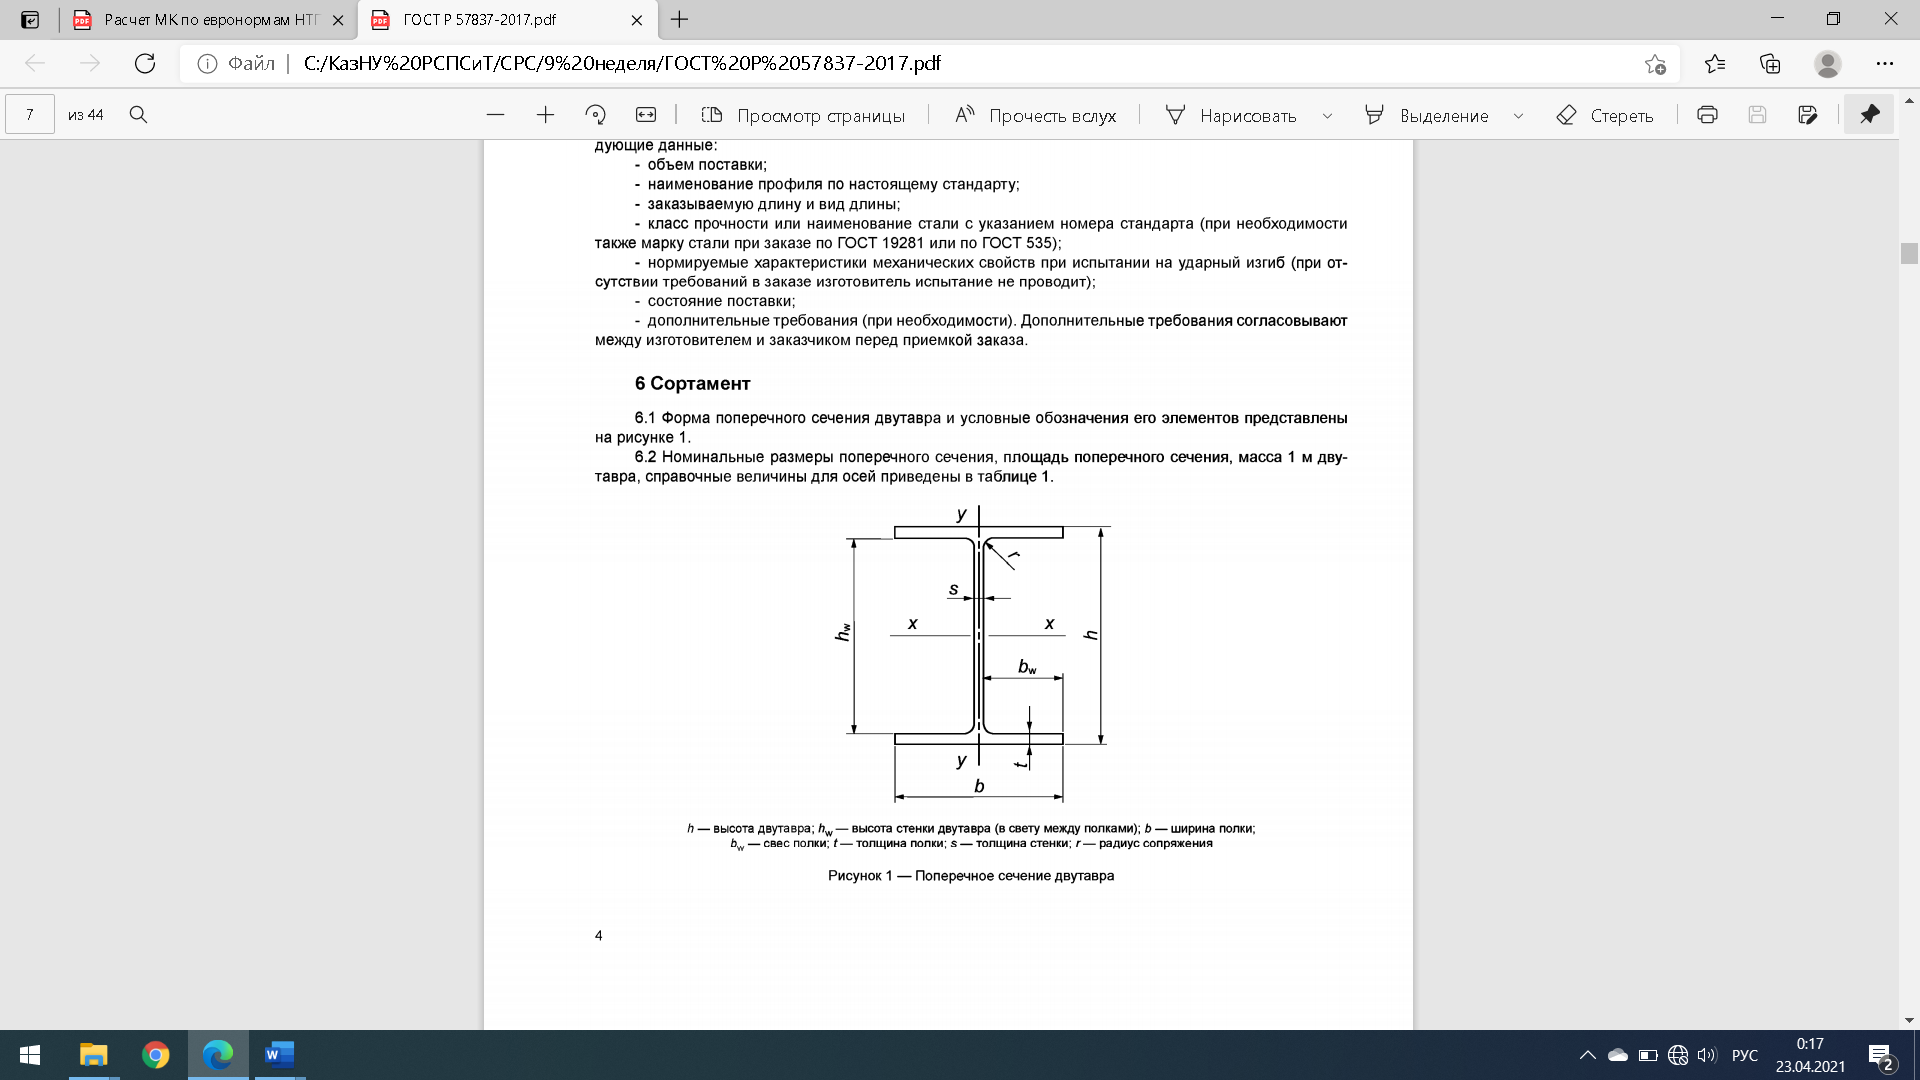 Расчет МК по евронормам НТГ
ГОСТ Р 57837-2017.pdf
Файл
C:/КазНУ%20РСПСиТ/СРС/9%20неделя/ГОСТ%20Р%2057837-2017.pdf
7 из 44
Просмотр страницы
Прочесть вслух
Нарисовать
Выделение
Стереть
дующие данные:
- объем поставки;
- наименование профиля по настоящему стандарту;
- заказываемую длину и вид длины;
- класс прочности или наименование стали с указанием номера стандарта (при необходимости
также марку стали при заказе по ГОСТ 19281 или по ГОСТ 535);
- нормируемые характеристики механических свойств при испытании на ударный изгиб (при от-
сутствии требований в заказе изготовитель испытание не проводит);
- состояние поставки;
- дополнительные требования (при необходимости). Дополнительные требования согласовывают
между изготовителем и заказчиком перед приемкой заказа.
6 Сортамент
6.1 Форма поперечного сечения двутавра и условные обозначения его элементов представлены
на рисунке 1.
6.2 Номинальные размеры поперечного сечения, площадь поперечного сечения, масса 1 м дву-
тавра, справочные величины для осей приведены в таблице 1.
y
r
s
x
x
hw
h
bw
y
t
b
h — высота двутавра; hw — высота стенки двутавра (в свету между полками); b — ширина полки;
bw — свес полки; t — толщина полки; s — толщина стенки; r — радиус сопряжения
Рисунок 1 — Поперечное сечение двутавра
4
РУС
0:17
23.04.2021
2